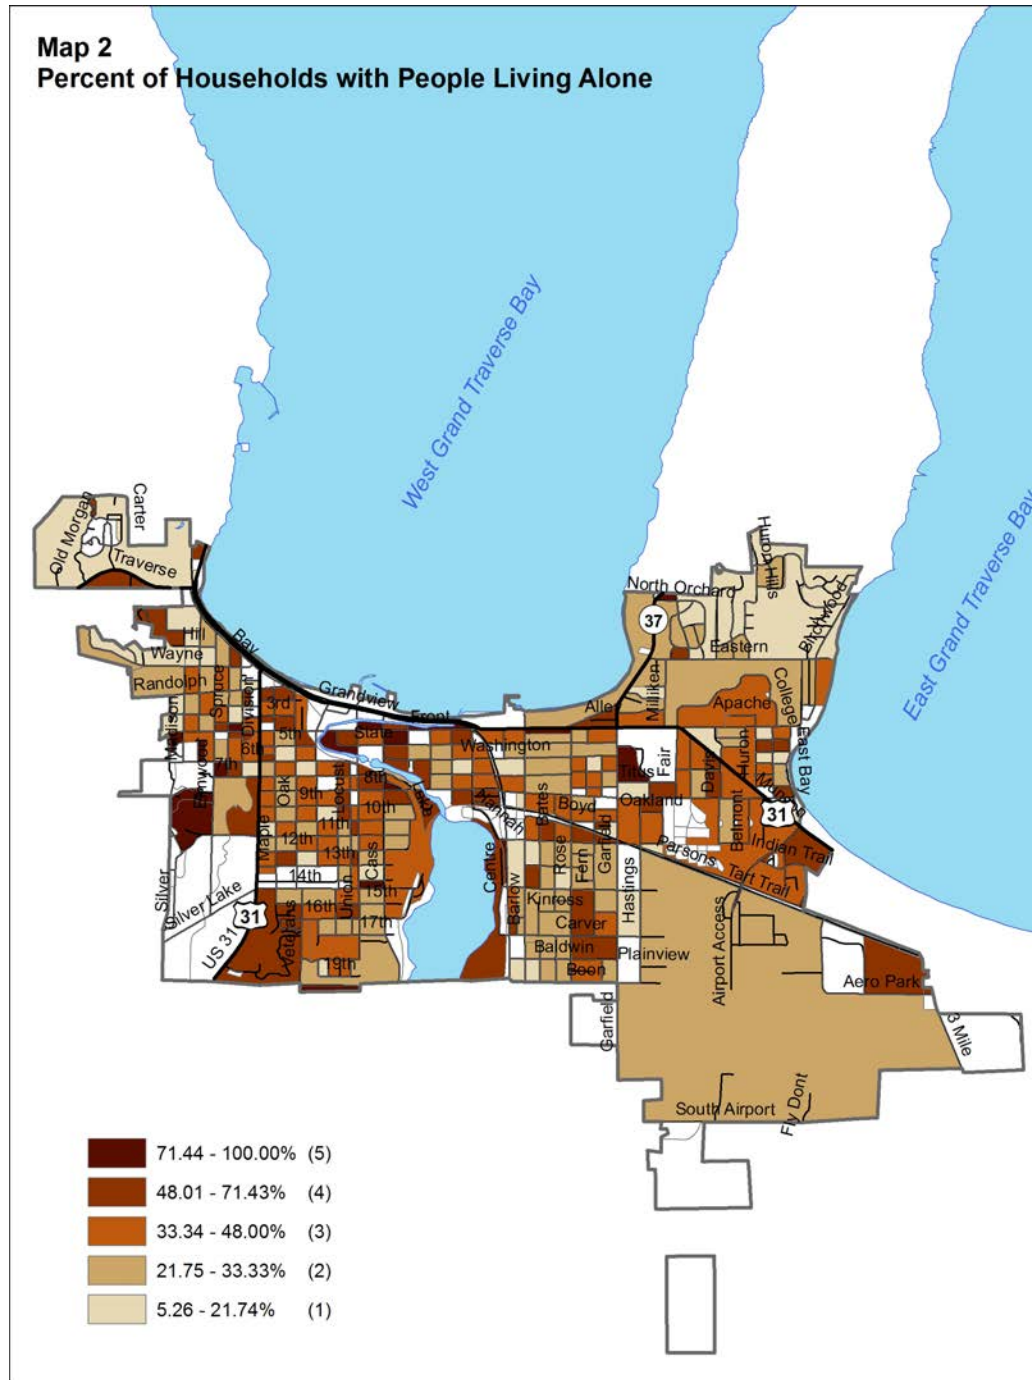 Map 2
Percent of Households with People Living Alone
West Grand Traverse Bay
East Grand Traverse Bay
Old Morgan
Carter
Traverse
Huron Hills
North Orchard
Birchwood
37
Hill
Bay
Eastern
Wayne
Randolph
Spruce
Division
Grandview
Milliken
College
Madison
3rd
Front
Alle
Apache
5th
State
6th
Washington
Fair
Davis
Huron
East Bay
7th
Elmwood
8th
Titus
Munson
Oak
Locust
Lake
9th
10th
Hannah
Bates
Boyd
Oakland
31
11th
Belmont
Maple
12th
Garfield
Indian Trail
13th
Cass
Rose
Fern
Parsons
Centre
Tart Trail
14th
Silver
15th
Barlow
Hastings
Silver Lake
Union
16th
Kinross
31
17th
Carver
Airport Access
US 31
Veterans
Baldwin
Plainview
19th
Boon
Aero Park
Garfield
3 Mile
South Airport
Fly Dont
71.44 - 100.00% (5)
48.01 - 71.43% (4)
33.34 - 48.00% (3)
21.75 - 33.33% (2)
5.26 - 21.74% (1)